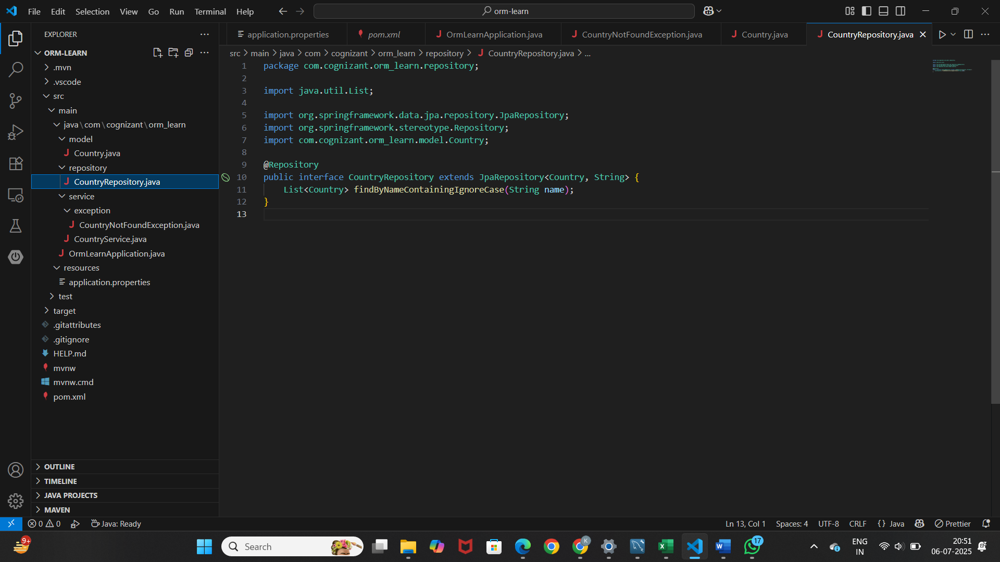 File Edit Selection View Go Run Terminal Help
orm-learn
EXPLORER
ORM-LEARN
.mvn
.vscode
src
main
java\com\cognizant\orm_learn
model
Country.java
repository
CountryRepository.java
service
exception
CountryNotFoundException.java
CountryService.java
OrmLearnApplication.java
resources
application.properties
test
target
.gitattributes
.gitignore
HELP.md
mvnw
mvnw.cmd
pom.xml
OUTLINE
TIMELINE
JAVA PROJECTS
MAVEN
application.properties pom.xml OrmLearnApplication.java CountryNotFoundException.java Country.java CountryRepository.java
src > main > java > com > cognizant > orm_learn > repository > CountryRepository.java > ...
1 package com.cognizant.orm_learn.repository;
2
3 import java.util.List;
4
5 import org.springframework.data.jpa.repository.JpaRepository;
6 import org.springframework.stereotype.Repository;
7 import com.cognizant.orm_learn.model.Country;
8
9 @Repository
10 public interface CountryRepository extends JpaRepository<Country, String> {
11 List<Country> findByNameContainingIgnoreCase(String name);
12 }
13
0 0 Java: Ready
Ln 13, Col 1 Spaces: 4 UTF-8 CRLF {} Java Prettier
9+
Search
K
17
ENG
IN
20:51
06-07-2025